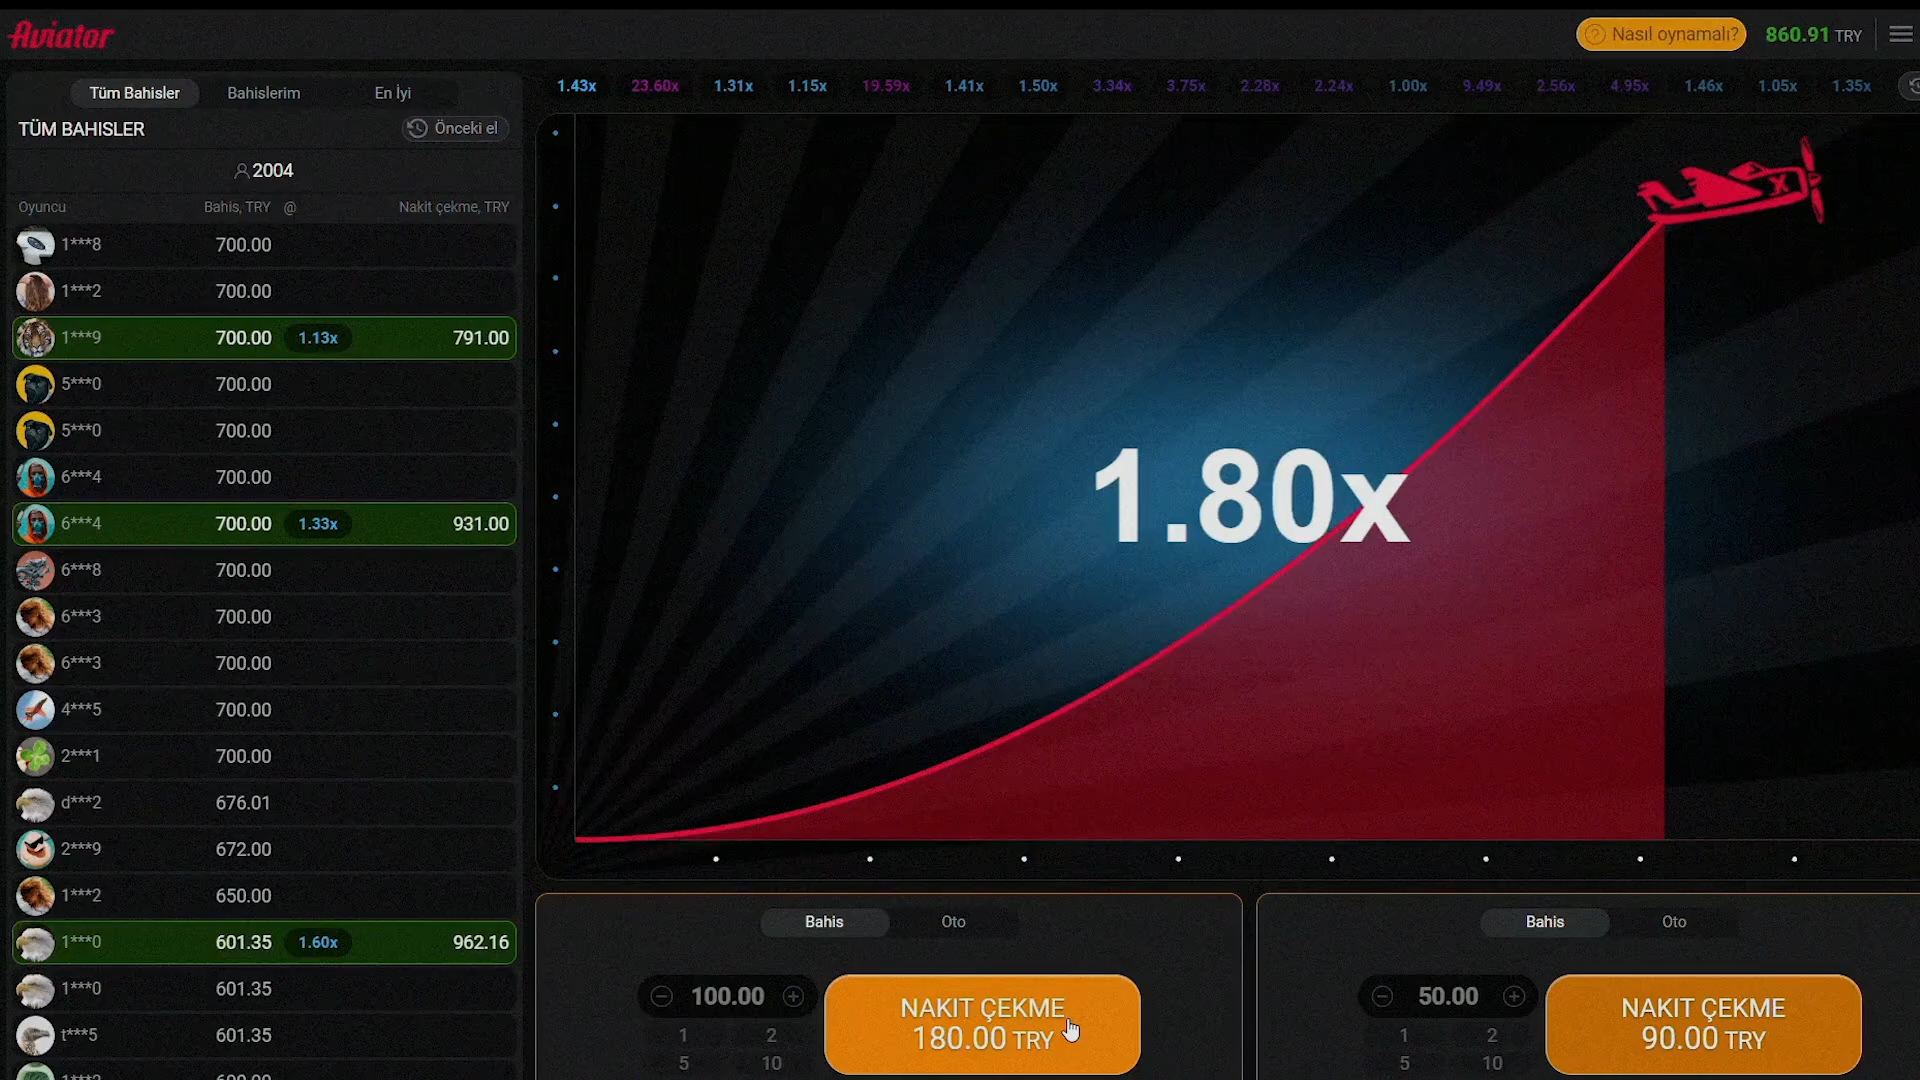 Aviator
Nasıl oynamalı?
860.91 TRY
Tüm Bahisler Bahislerim En İyi
TÜM BAHISLER
Önceki el
2004
Oyuncu Bahis, TRY @ Nakit çekme, TRY
1***8 700.00
1***2 700.00
1***9 700.00 1.13x 791.00
5***0 700.00
5***0 700.00
6***4 700.00
6***4 700.00 1.33x 931.00
6***8 700.00
6***3 700.00
6***3 700.00
4***5 700.00
2***1 700.00
d***2 676.01
2***9 672.00
1***2 650.00
1***0 601.35 1.60x 962.16
1***0 601.35
t***5 601.35
1.43x 23.60x 1.31x 1.15x 19.59x 1.41x 1.50x 3.34x 3.75x 2.28x 2.24x 1.00x 9.49x 2.56x 4.95x 1.46x 1.05x 1.35x
X
1.80x
Bahis Oto
100.00
1 2
5 10
NAKIT ÇEKME
180.00 TRY
Bahis Oto
50.00
1 2
5 10
NAKIT ÇEKME
90.00 TRY